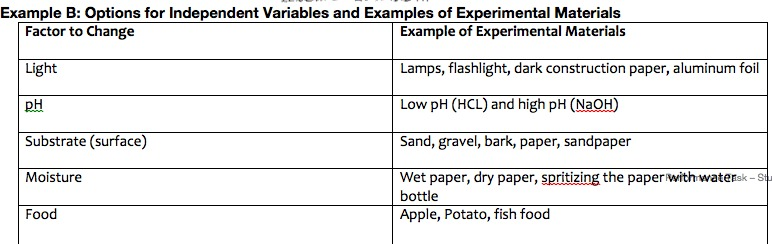 Example B: Options for Independent Variables and Examples of Experimental Materials
Factor to Change Example of Experimental Materials
Light Lamps, flashlight, dark construction paper, aluminum foil
pH Low pH (HCL) and high pH (NaOH)
Substrate (surface) Sand, gravel, bark, paper, sandpaper
Moisture Wet paper, dry paper, spritizing the paper with water Task – Stu
bottle
Food Apple, Potato, fish food